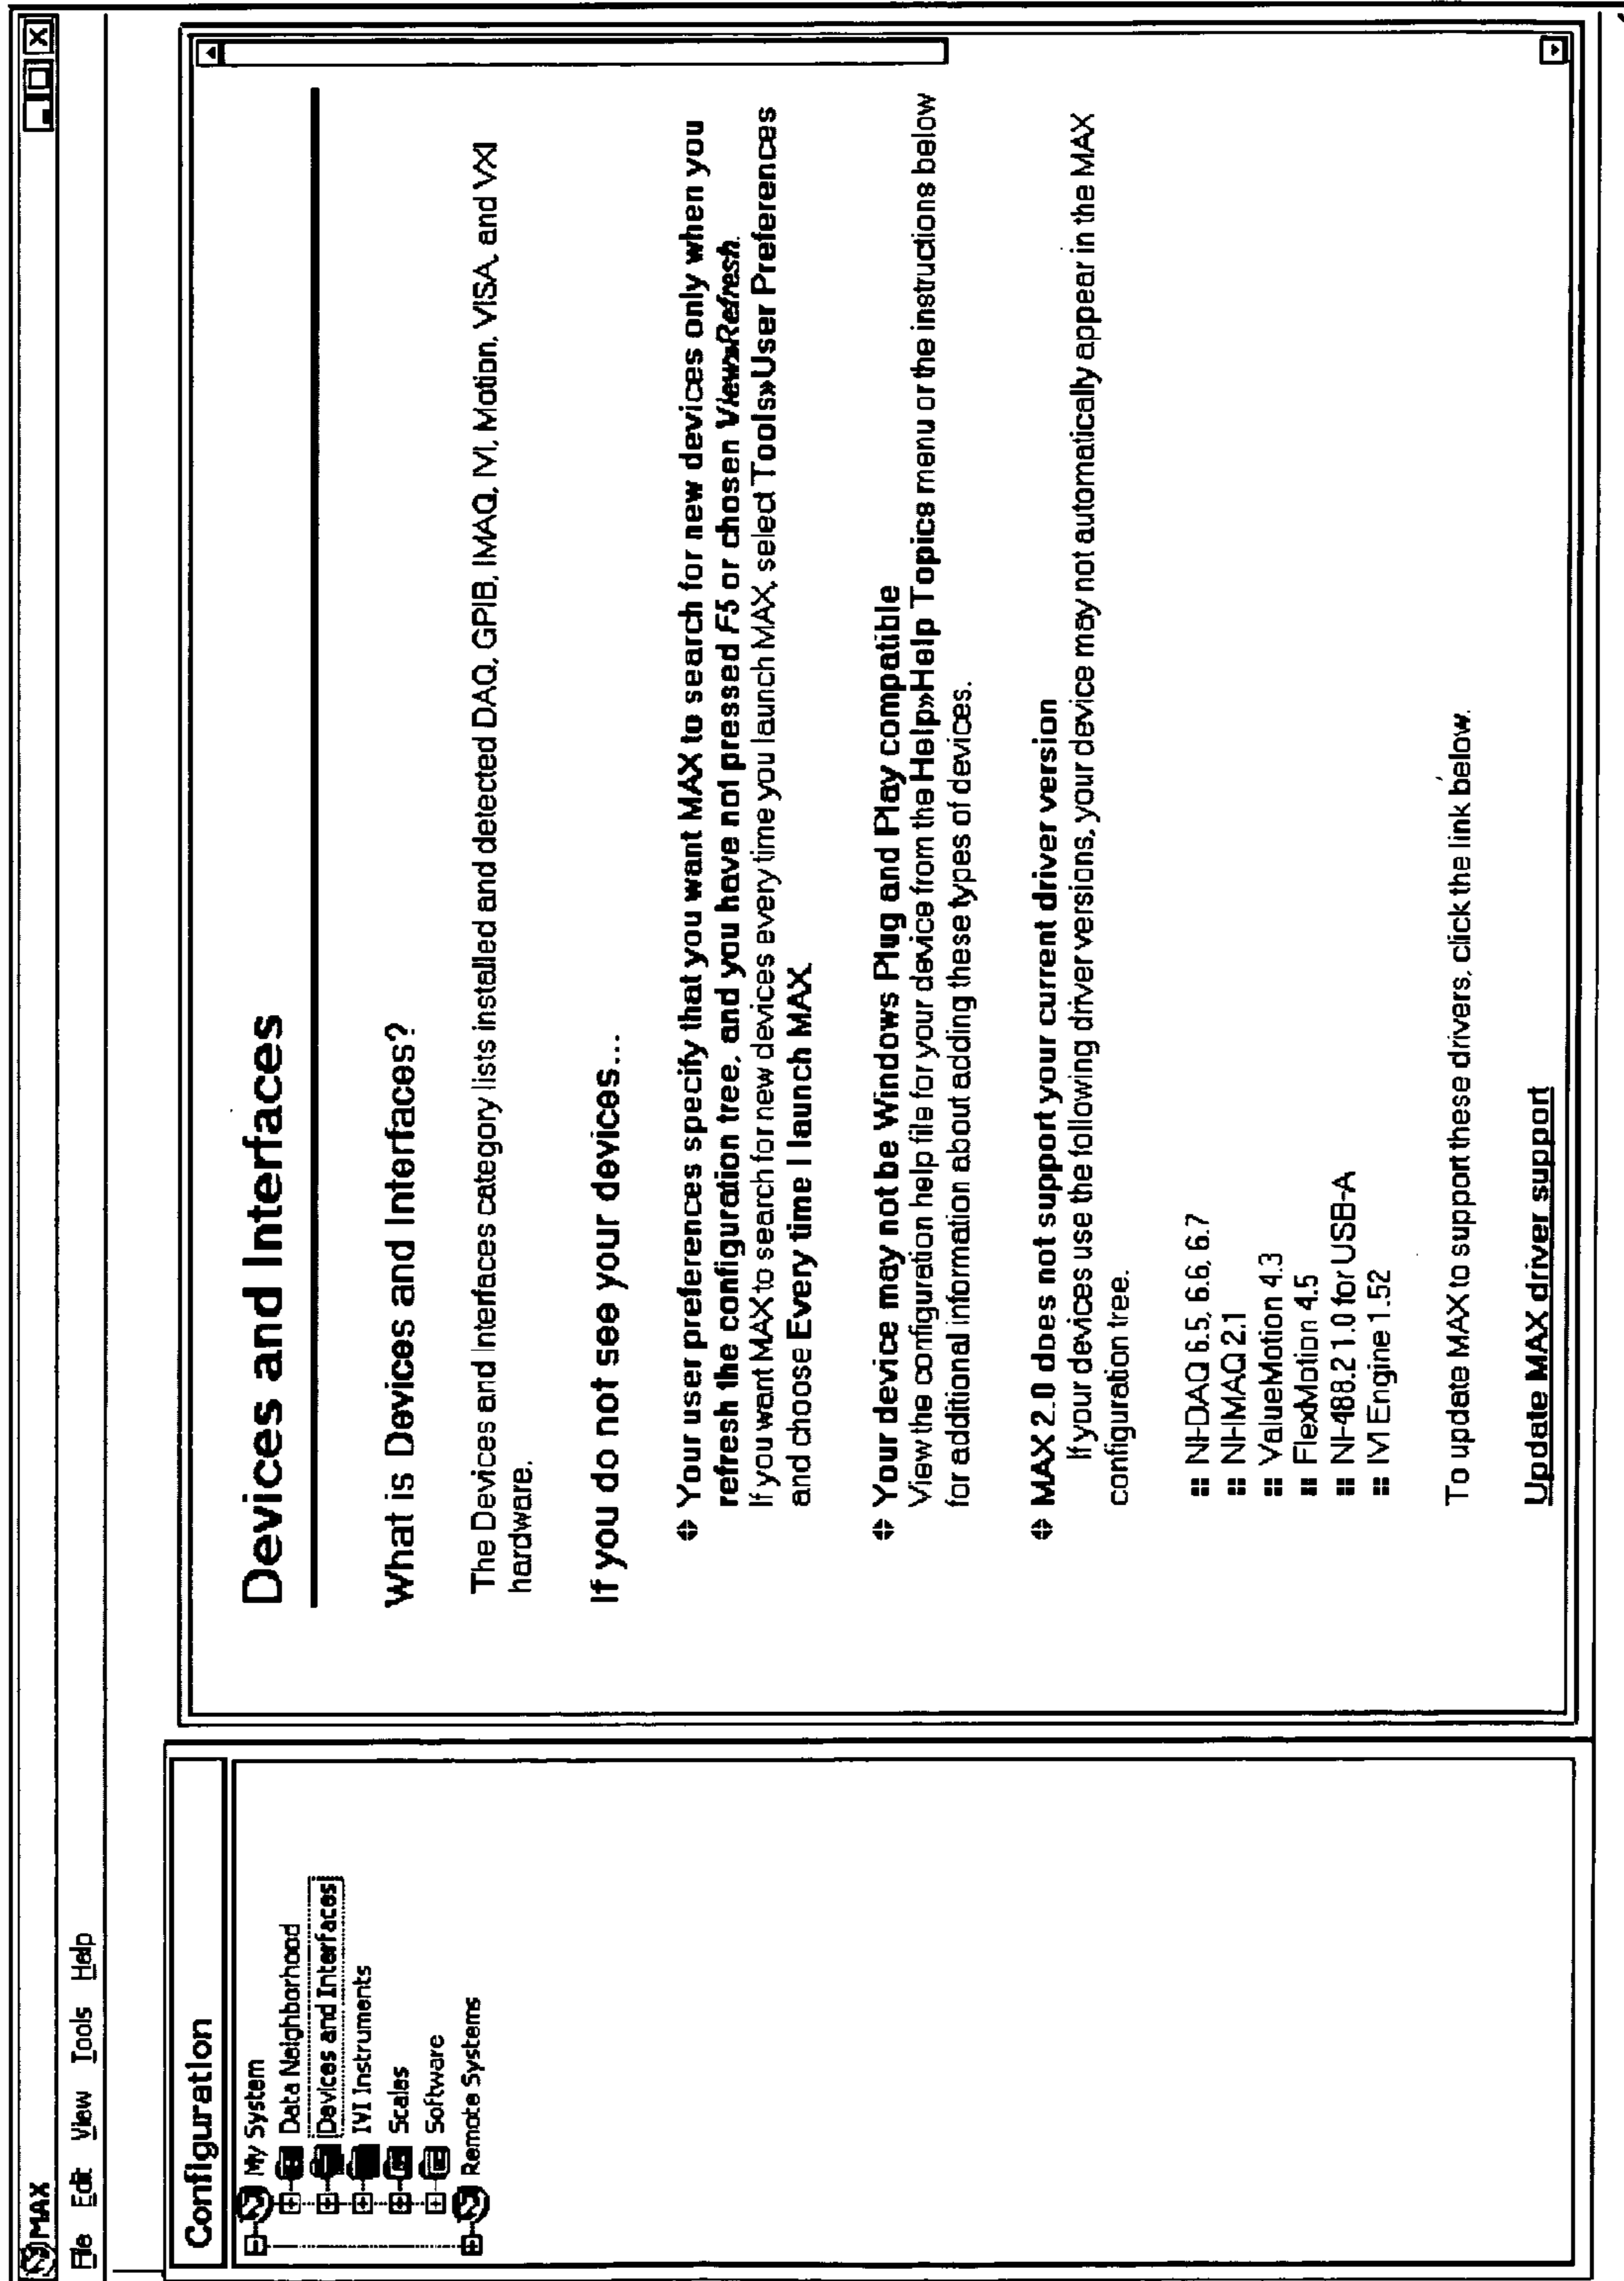 MAX
File Edit View Tools Help
Configuration
My System
Data Neighborhood
Devices and Interfaces
IVI Instruments
Scales
Software
Remote Systems
Devices and Interfaces
What is Devices and Interfaces?
The Devices and Interfaces category lists installed and detected DAQ, GPIB, IMAQ, IVI, Motion, VISA, and VXI
hardware.
If you do not see your devices...
Your user preferences specify that you want MAX to search for new devices only when you
refresh the configuration tree, and you have not pressed F5 or chosen View»Refresh.
If you want MAX to search for new devices every time you launch MAX, select Tools»User Preferences
and choose Every time I launch MAX.
Your device may not be Windows Plug and Play compatible
View the configuration help file for your device from the Help»Help Topics menu or the instructions below
for additional information about adding these types of devices.
MAX 2.0 does not support your current driver version
If your devices use the following driver versions, your device may not automatically appear in the MAX
configuration tree.
NI-DAQ 6.5, 6.6, 6.7
NI-IMAQ 2.1
ValueMotion 4.3
FlexMotion 4.5
NI-488.2 1.0 for USB-A
IVI Engine 1.52
To update MAX to support these drivers, click the link below.
Update MAX driver support